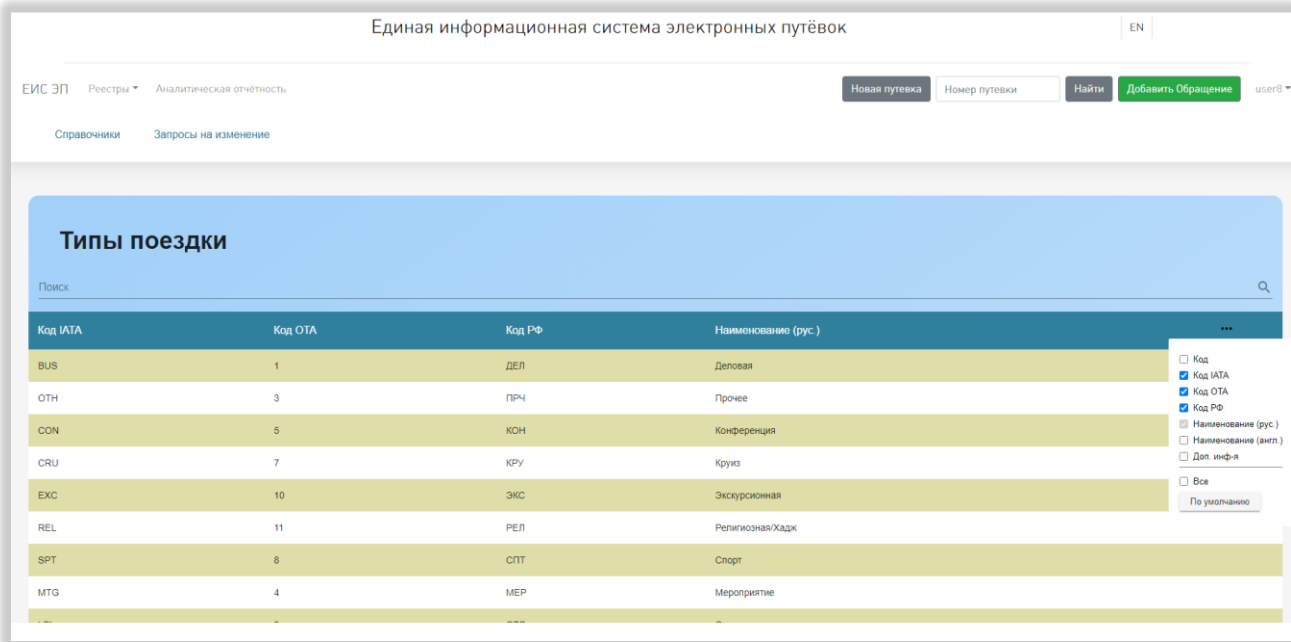 Единая информационная система электронных путёвок
EN
ЕИС ЭП Реестры Аналитическая отчётность Новая путевка Номер путевки Найти Добавить Обращение user8
Справочники Запросы на изменение
Типы поездки
Поиск
Код IATA Код ОТА Код РФ Наименование (рус.) •••
BUS 1 ДЕЛ Деловая
OTH 3 ПРЧ Прочее
CON 5 КОН Конференция
CRU 7 КРУ Круиз
EXC 10 ЭКС Экскурсионная
REL 11 РЕЛ Религиозная/Хадж
SPT 8 СПТ Спорт
MTG 4 МЕР Мероприятие
Код
Код IATA
Код ОТА
Код РФ
Наименование (рус.)
Наименование (англ.)
Доп. инф-я
Все
По умолчанию